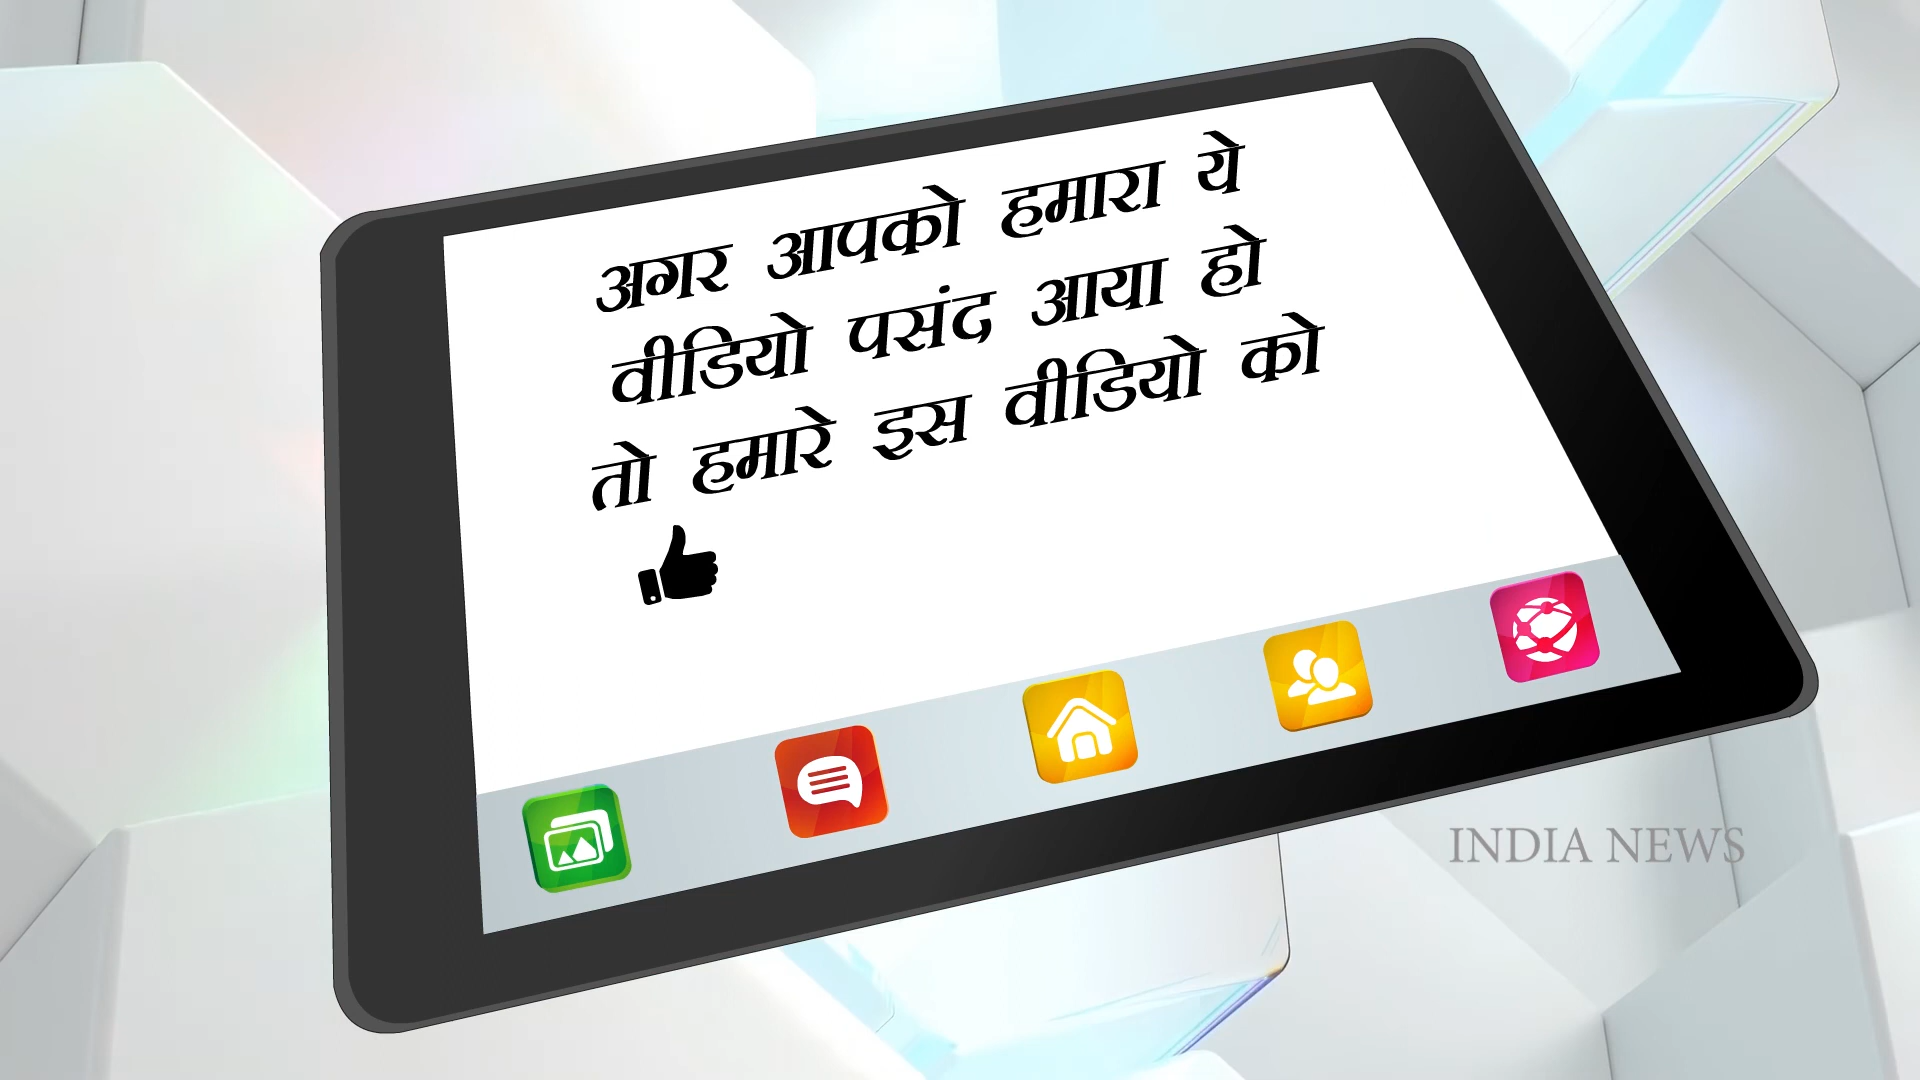 अगर आपको हमारा ये
वीडियो पसंद आया हो
तो हमारे इस वीडियो को
INDIA NEWS